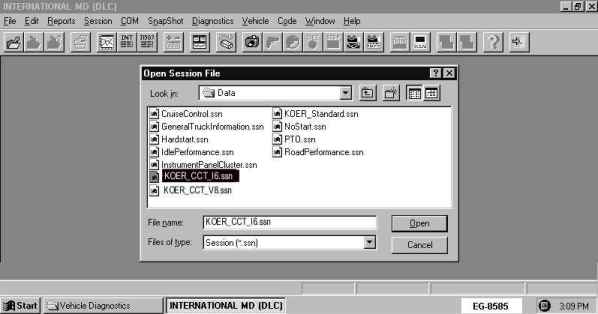 INTERNATIONAL MD (DLC)
File Edit Reports Session COM SnapShot Diagnostics Vehicle Code Window Help
INT
Open Session File
Look in: Data
CruiseControl.ssn KOER_Standard.ssn
GeneralTruckInformation.ssn NoStart.ssn
Hardstart.ssn PTO.ssn
IdlePerformance.ssn RoadPerformance.ssn
InstrumentPanelCluster.ssn
KOER_CCT_I6.ssn
KOER_CCT_V8.ssn
File name: KOER_CCT_I6.ssn Open
Files of type: Session (*.ssn) Cancel
Start Vehicle Diagnostics INTERNATIONAL MD (DLC) EG-8585 3:09 PM